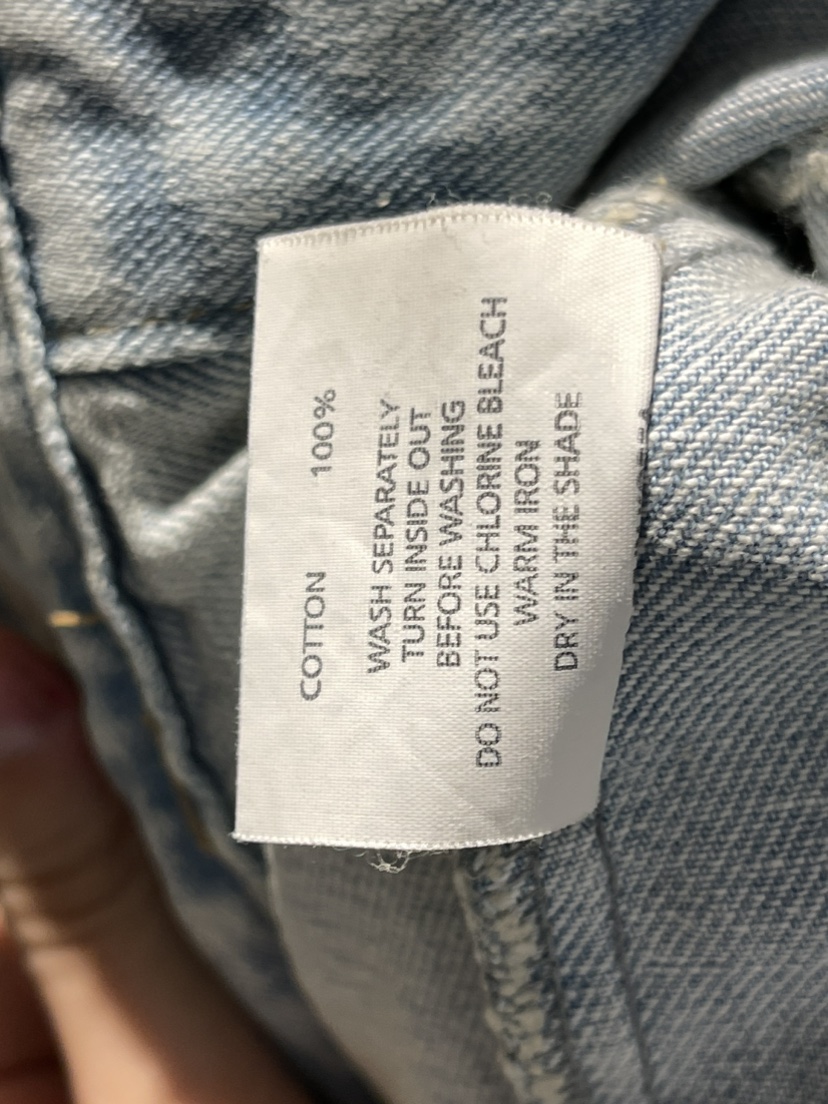 COTTON 100%
WASH SEPARATELY
TURN INSIDE OUT
BEFORE WASHING
DO NOT USE CHLORINE BLEACH
WARM IRON
DRY IN THE SHADE